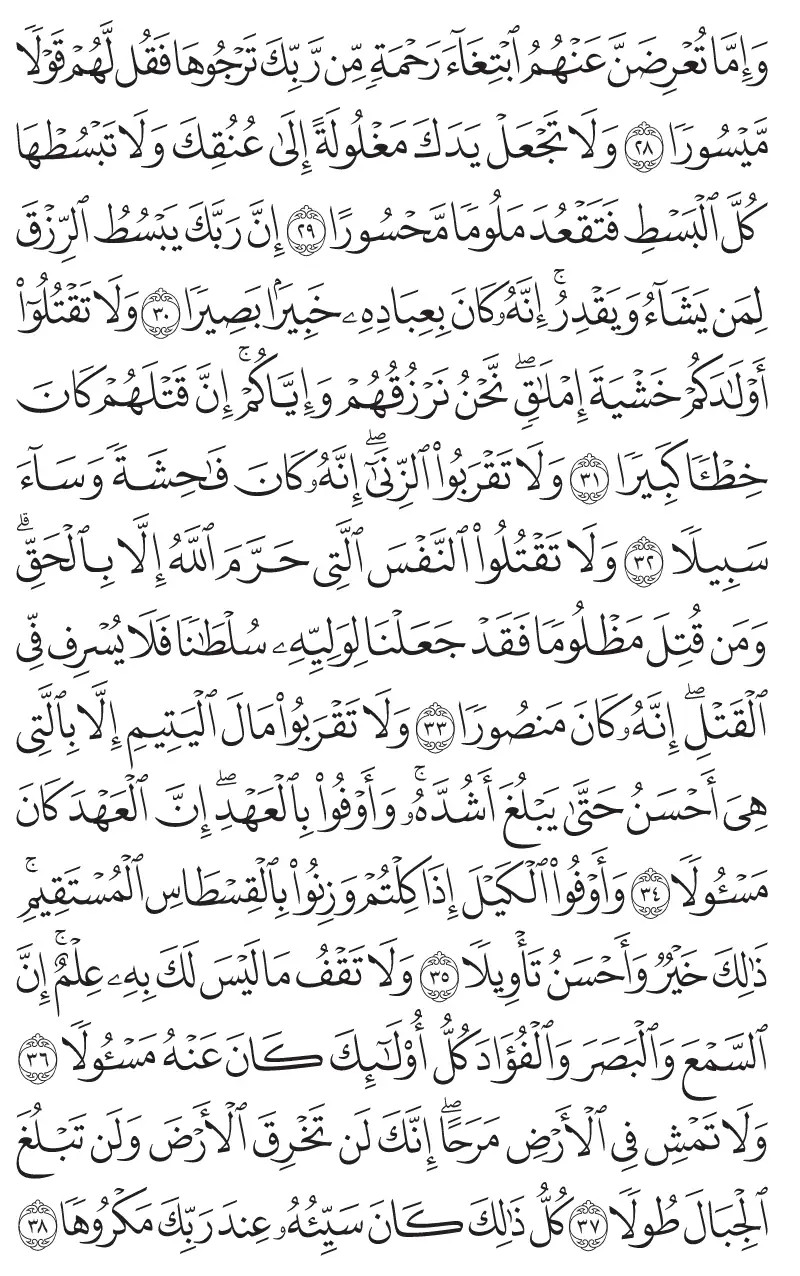 وَإِمَّا تُعۡرِضَنَّ عَنۡهُمُ ٱبۡتِغَآءَ رَحۡمَةٖ مِّن رَّبِّكَ تَرۡجُوهَا فَقُل لَّهُمۡ قَوۡلٗا
مَّيۡسُورٗا ٢٨ وَلَا تَجۡعَلۡ يَدَكَ مَغۡلُولَةً إِلَىٰ عُنُقِكَ وَلَا تَبۡسُطۡهَا
كُلَّ ٱلۡبَسۡطِ فَتَقۡعُدَ مَلُومٗا مَّحۡسُورًا ٢٩ إِنَّ رَبَّكَ يَبۡسُطُ ٱلرِّزۡقَ
لِمَن يَشَآءُ وَيَقۡدِرُۚ إِنَّهُۥ كَانَ بِعِبَادِهِۦ خَبِيرَۢا بَصِيرٗا ٣٠ وَلَا تَقۡتُلُوٓاْ
أَوۡلَٰدَكُمۡ خَشۡيَةَ إِمۡلَٰقٖۖ نَّحۡنُ نَرۡزُقُهُمۡ وَإِيَّاكُمۡۚ إِنَّ قَتۡلَهُمۡ كَانَ
خِطۡـٔٗا كَبِيرٗا ٣١ وَلَا تَقۡرَبُواْ ٱلزِّنَىٰٓۖ إِنَّهُۥ كَانَ فَٰحِشَةٗ وَسَآءَ
سَبِيلٗا ٣٢ وَلَا تَقۡتُلُواْ ٱلنَّفۡسَ ٱلَّتِي حَرَّمَ ٱللَّهُ إِلَّا بِٱلۡحَقِّۗ
وَمَن قُتِلَ مَظۡلُومٗا فَقَدۡ جَعَلۡنَا لِوَلِيِّهِۦ سُلۡطَٰنٗا فَلَا يُسۡرِف فِّي
ٱلۡقَتۡلِۖ إِنَّهُۥ كَانَ مَنصُورٗا ٣٣ وَلَا تَقۡرَبُواْ مَالَ ٱلۡيَتِيمِ إِلَّا بِٱلَّتِي
هِيَ أَحۡسَنُ حَتَّىٰ يَبۡلُغَ أَشُدَّهُۥۚ وَأَوۡفُواْ بِٱلۡعَهۡدِۖ إِنَّ ٱلۡعَهۡدَ كَانَ
مَسۡـُٔولٗا ٣٤ وَأَوۡفُواْ ٱلۡكَيۡلَ إِذَا كِلۡتُمۡ وَزِنُواْ بِٱلۡقِسۡطَاسِ ٱلۡمُسۡتَقِيمِۚ
ذَٰلِكَ خَيۡرٞ وَأَحۡسَنُ تَأۡوِيلٗا ٣٥ وَلَا تَقۡفُ مَا لَيۡسَ لَكَ بِهِۦ عِلۡمٌۚ إِنَّ
ٱلسَّمۡعَ وَٱلۡبَصَرَ وَٱلۡفُؤَادَ كُلُّ أُوْلَٰٓئِكَ كَانَ عَنۡهُ مَسۡـُٔولٗا ٣٦
وَلَا تَمۡشِ فِي ٱلۡأَرۡضِ مَرَحًاۖ إِنَّكَ لَن تَخۡرِقَ ٱلۡأَرۡضَ وَلَن تَبۡلُغَ
ٱلۡجِبَالَ طُولٗا ٣٧ كُلُّ ذَٰلِكَ كَانَ سَيِّئُهُۥ عِندَ رَبِّكَ مَكۡرُوهٗا ٣٨